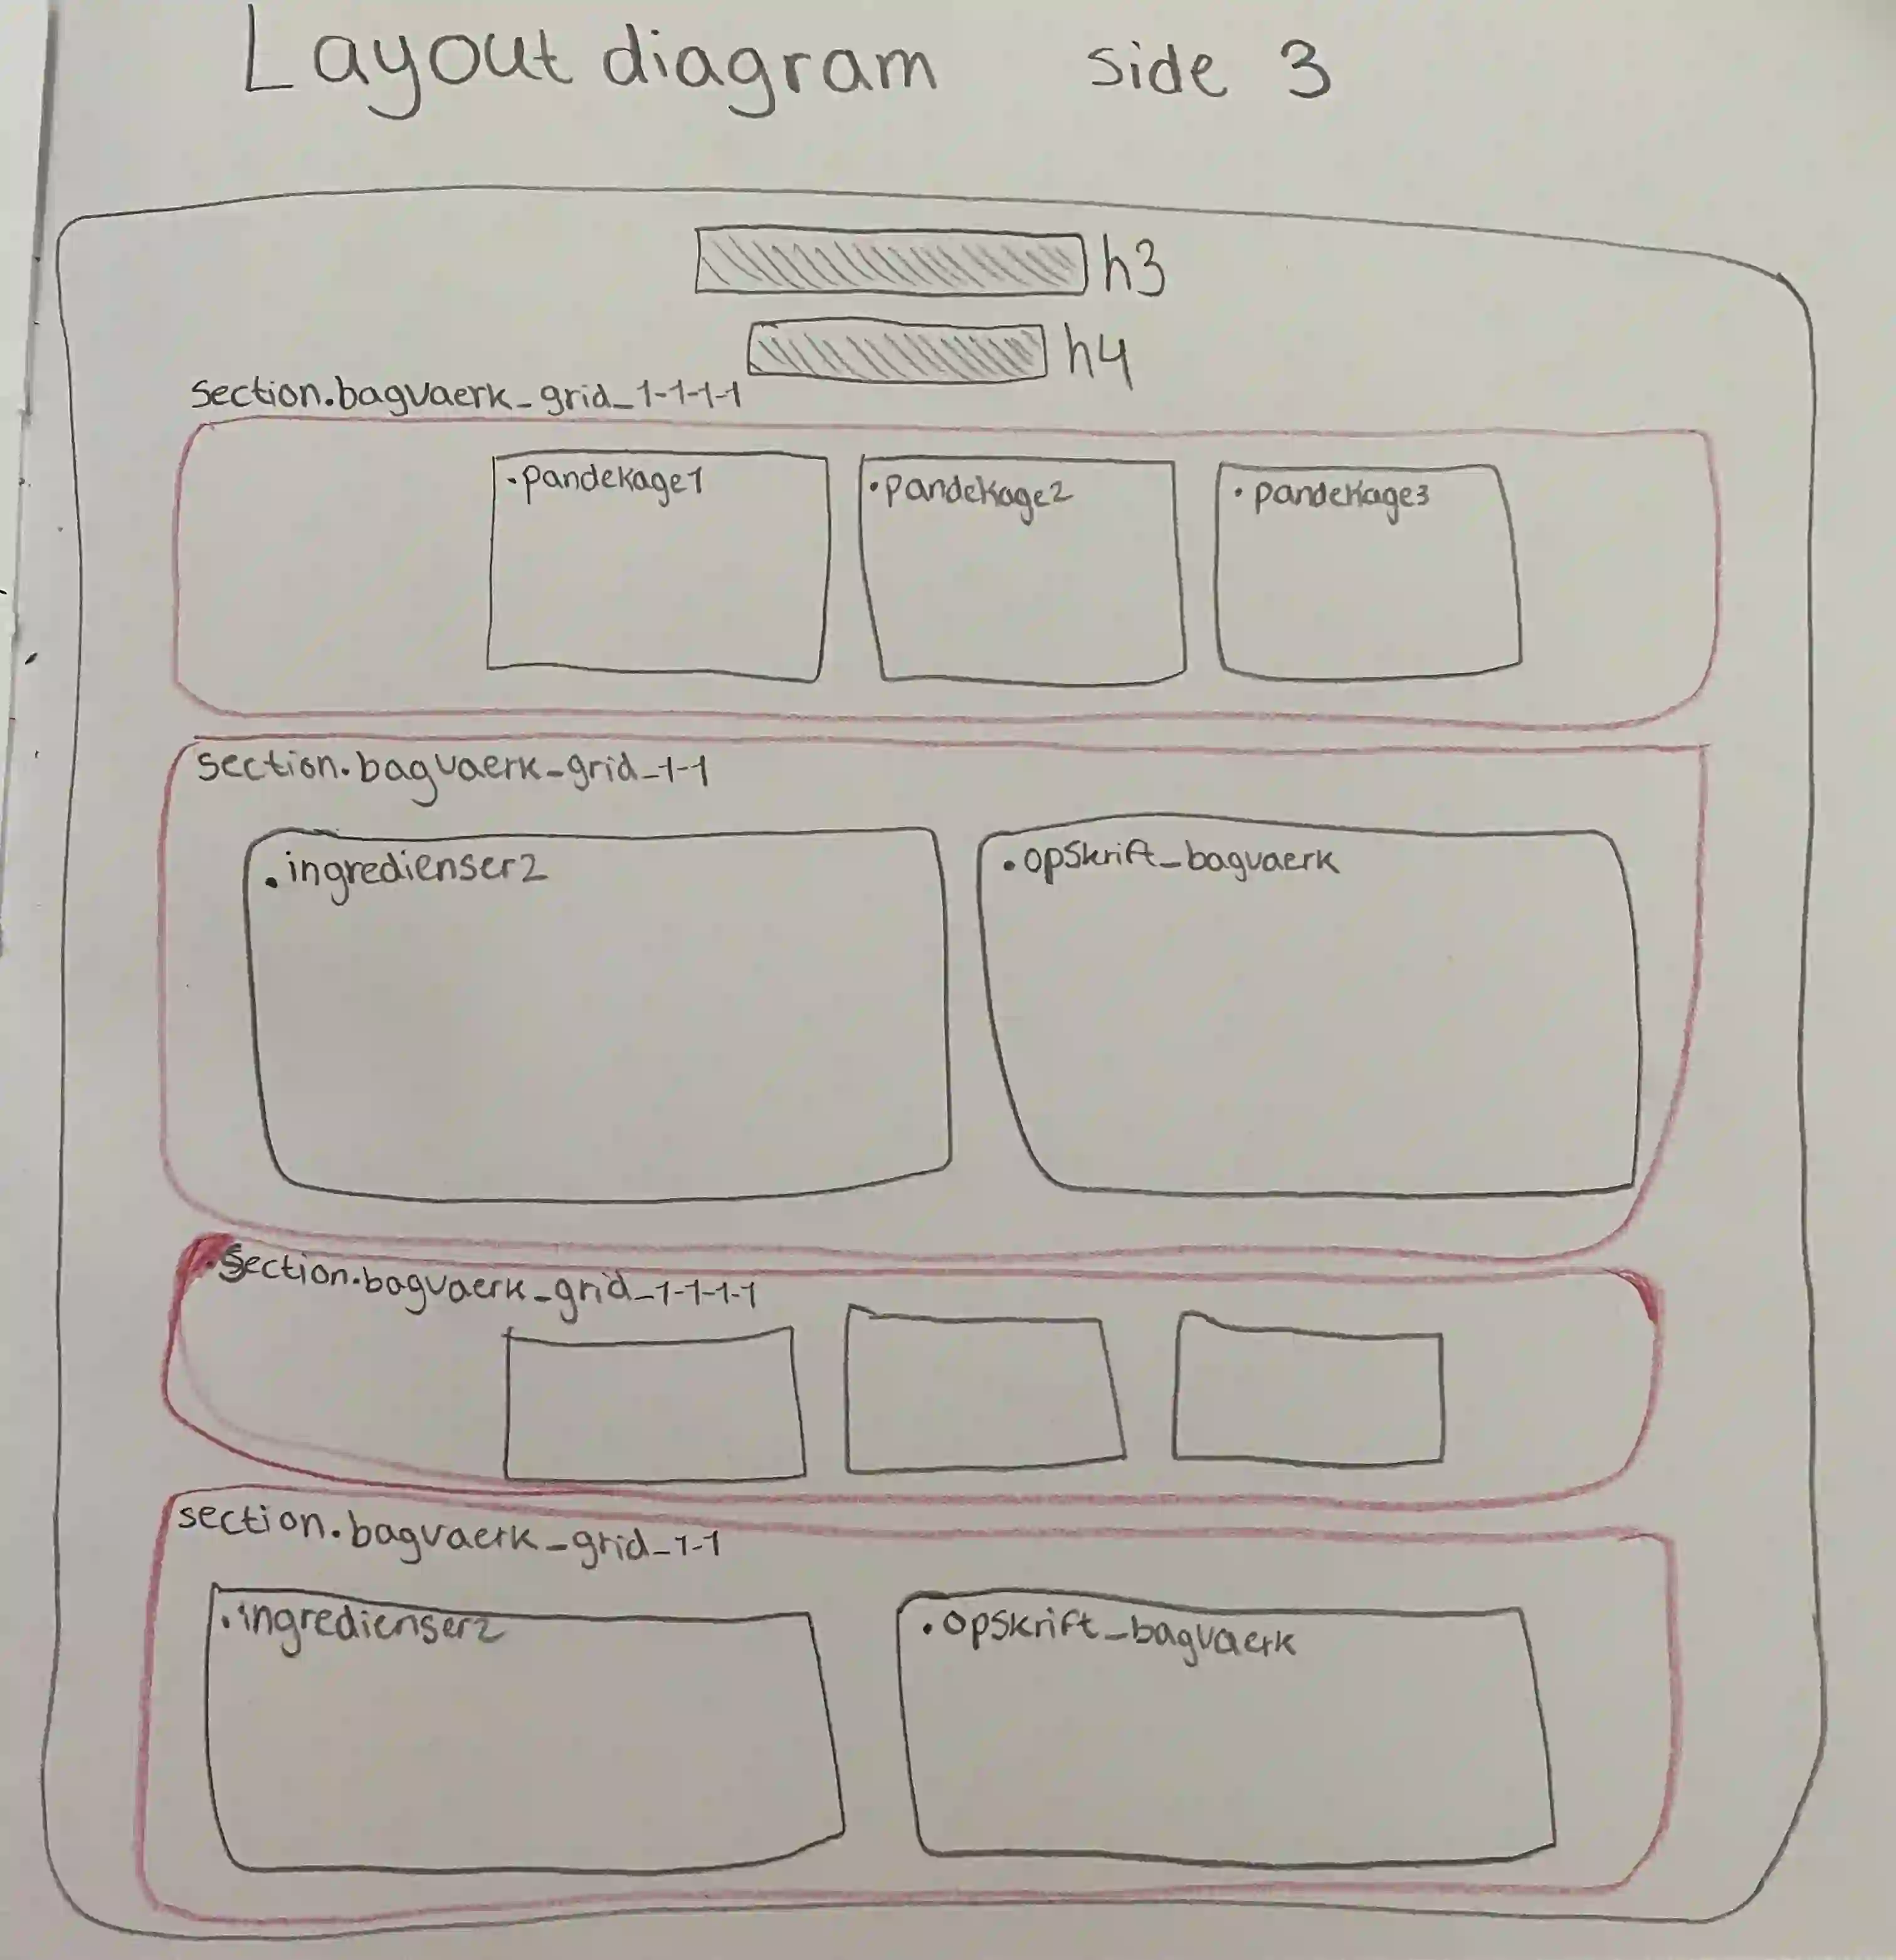 Layout diagram side 3
h3
h4
section.bagvaerk_grid_1-1-1-1
.pandekage1
.pandekage2
.pandekage3
section.bagvaerk_grid_1-1
.ingredienser2
.opskrift_bagvaerk
section.bagvaerk_grid_1-1-1-1
section.bagvaerk_grid_1-1
.ingredienser2
.opskrift_bagvaerk